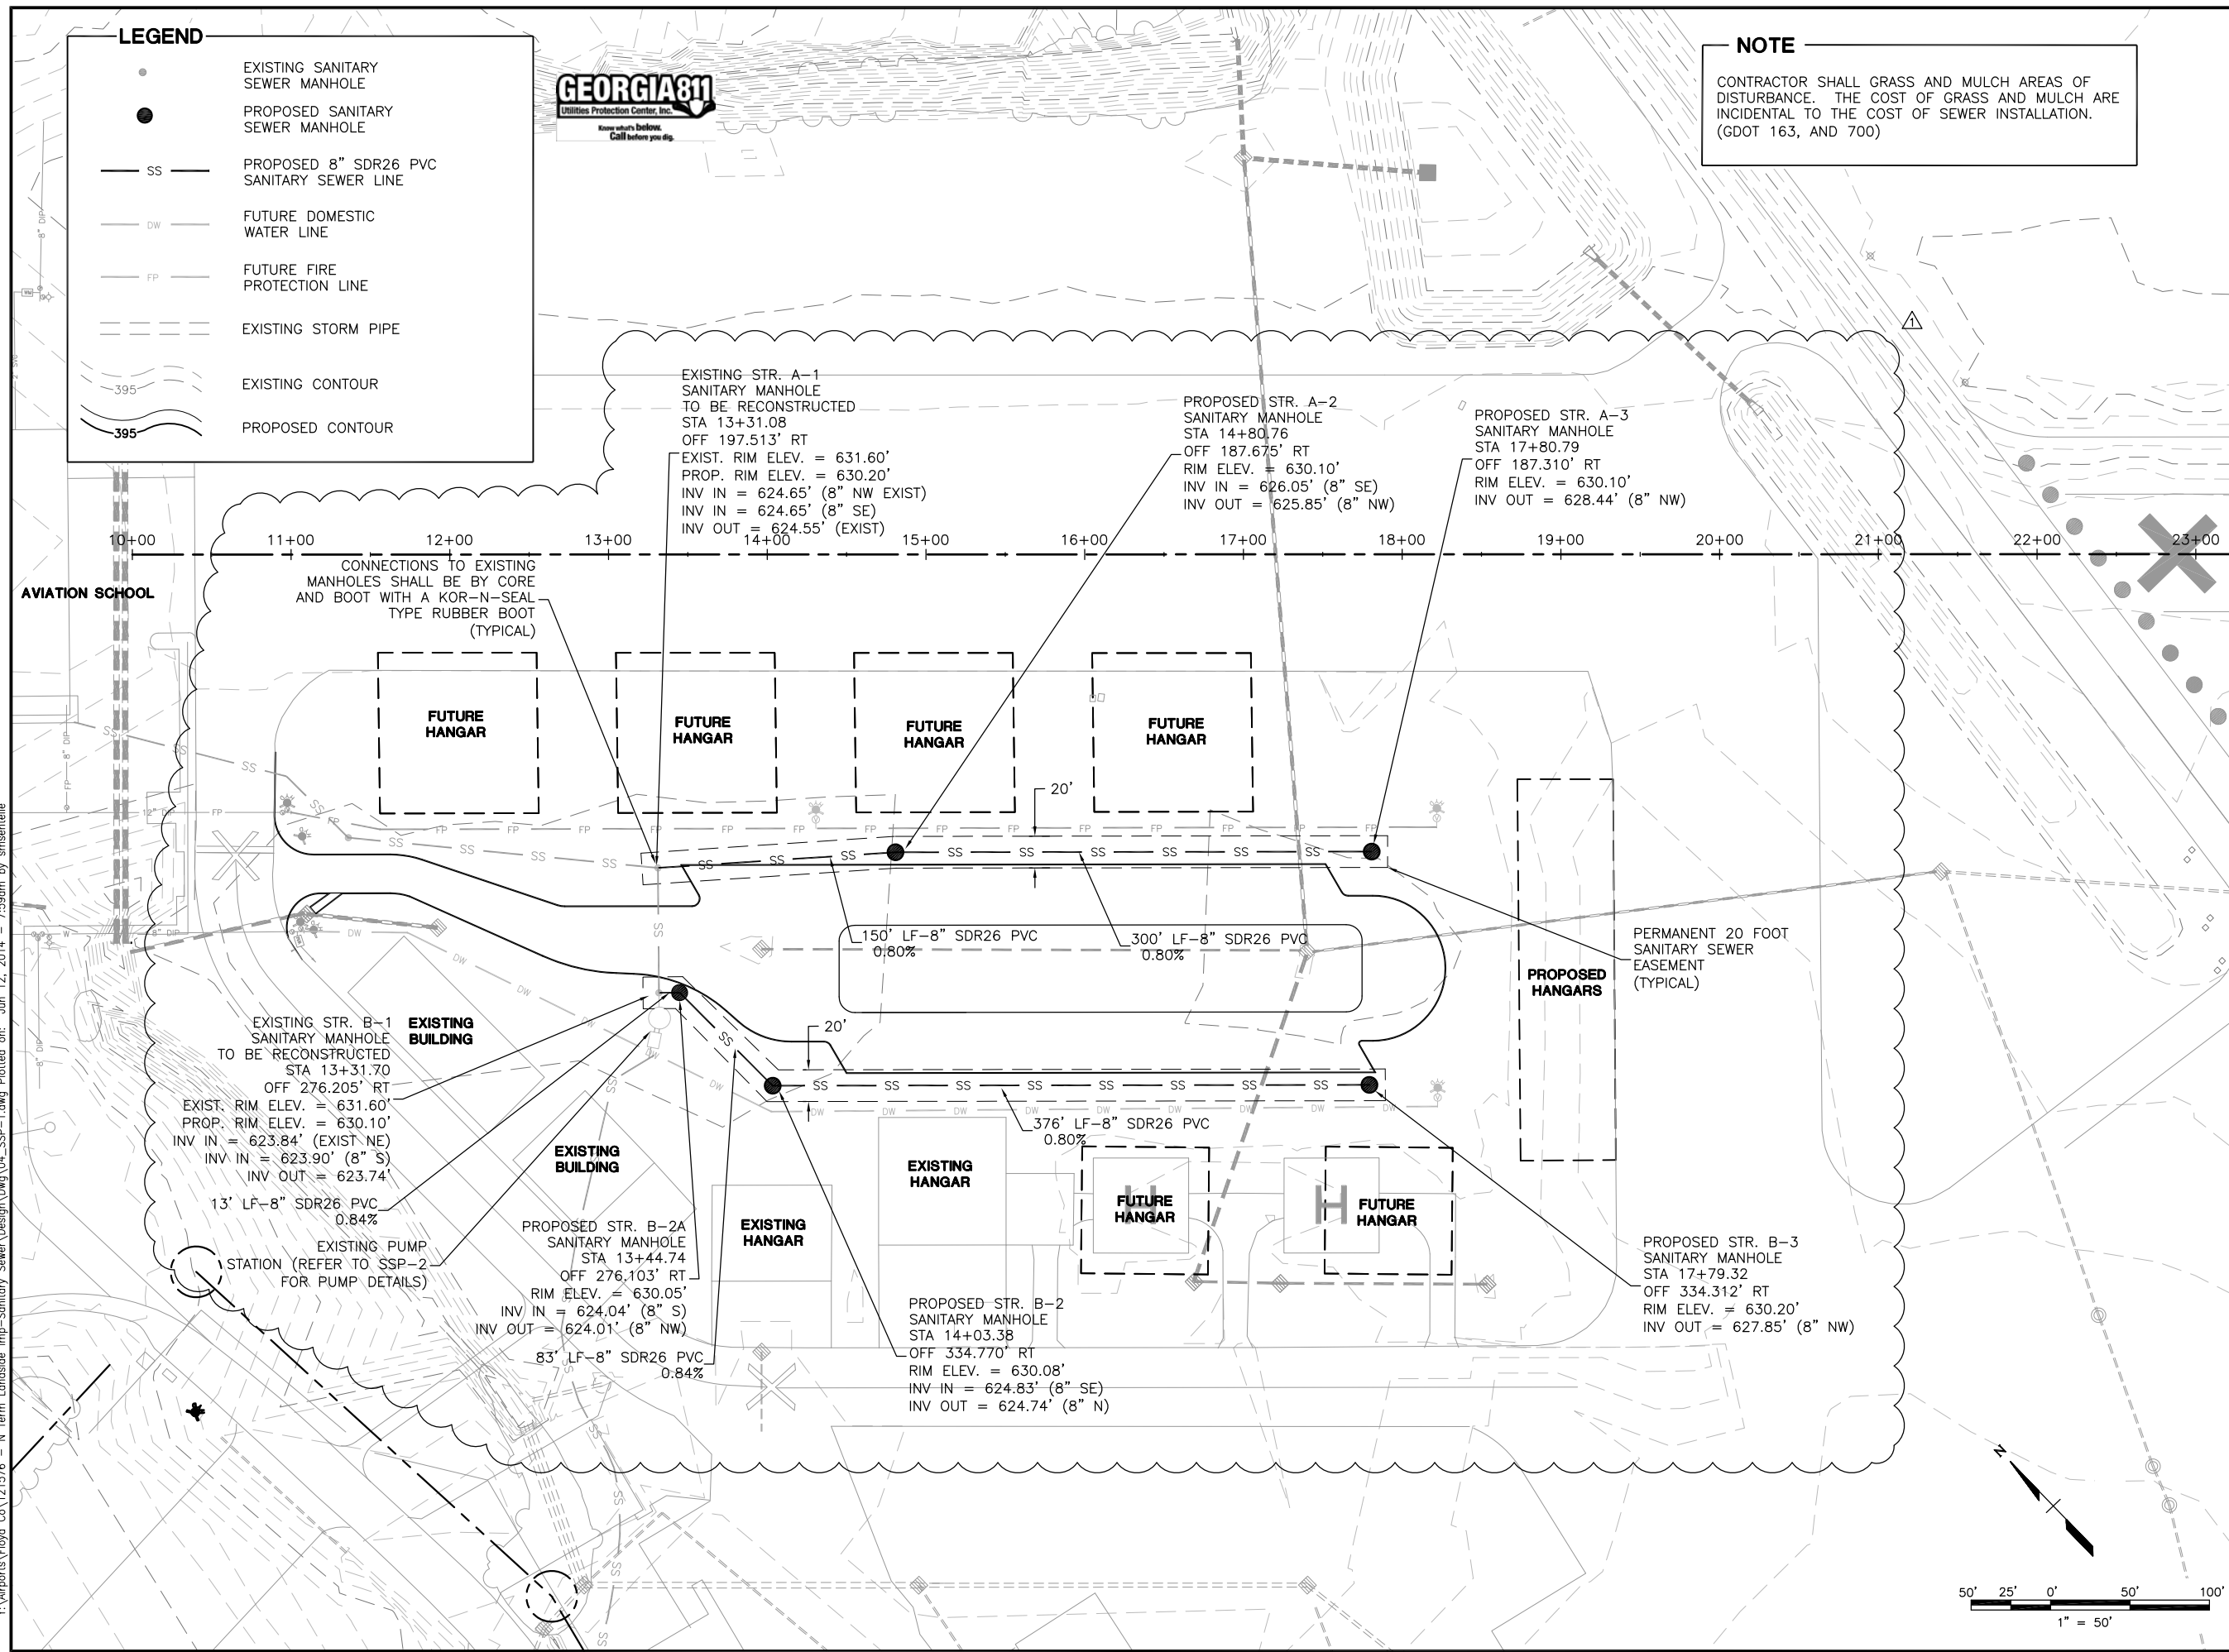 LEGEND
EXISTING SANITARY
SEWER MANHOLE
PROPOSED SANITARY
SEWER MANHOLE
SS
PROPOSED 8" SDR26 PVC
SANITARY SEWER LINE
DW
FUTURE DOMESTIC
WATER LINE
FP
FUTURE FIRE
PROTECTION LINE
EXISTING STORM PIPE
395
EXISTING CONTOUR
395
PROPOSED CONTOUR
GEORGIA811
Utilities Protection Center, Inc.
Know what's below.
Call before you dig.
NOTE
CONTRACTOR SHALL GRASS AND MULCH AREAS OF
DISTURBANCE. THE COST OF GRASS AND MULCH ARE
INCIDENTAL TO THE COST OF SEWER INSTALLATION.
(GDOT 163, AND 700)
1
EXISTING STR. A-1
SANITARY MANHOLE
TO BE RECONSTRUCTED
STA 13+31.08
OFF 197.513' RT
EXIST. RIM ELEV. = 631.60'
PROP. RIM ELEV. = 630.20'
INV IN = 624.65' (8" NW EXIST)
INV IN = 624.65' (8" SE)
INV OUT = 624.55' (EXIST)
PROPOSED STR. A-2
SANITARY MANHOLE
STA 14+80.76
OFF 187.675' RT
RIM ELEV. = 630.10'
INV IN = 626.05' (8" SE)
INV OUT = 625.85' (8" NW)
PROPOSED STR. A-3
SANITARY MANHOLE
STA 17+80.79
OFF 187.310' RT
RIM ELEV. = 630.10'
INV OUT = 628.44' (8" NW)
10+00 11+00 12+00 13+00 14+00 15+00 16+00 17+00 18+00 19+00 20+00 21+00 22+00 23+00
CONNECTIONS TO EXISTING
MANHOLES SHALL BE BY CORE
AND BOOT WITH A KOR-N-SEAL
TYPE RUBBER BOOT
(TYPICAL)
AVIATION SCHOOL
FUTURE
HANGAR
FUTURE
HANGAR
FUTURE
HANGAR
FUTURE
HANGAR
20'
12" DIP
8" DIP
150' LF-8" SDR26 PVC
0.80%
300' LF-8" SDR26 PVC
0.80%
PERMANENT 20 FOOT
SANITARY SEWER
EASEMENT
(TYPICAL)
PROPOSED
HANGARS
EXISTING STR. B-1
SANITARY MANHOLE
TO BE RECONSTRUCTED
STA 13+31.70
OFF 276.205' RT
EXIST. RIM ELEV. = 631.60'
PROP. RIM ELEV. = 630.10'
INV IN = 623.84' (EXIST NE)
INV IN = 623.90' (8" S)
INV OUT = 623.74'
EXISTING
BUILDING
20'
13' LF-8" SDR26 PVC
0.84%
EXISTING PUMP
STATION (REFER TO SSP-2
FOR PUMP DETAILS)
EXISTING
BUILDING
376' LF-8" SDR26 PVC
0.80%
PROPOSED STR. B-2A
SANITARY MANHOLE
STA 13+44.74
OFF 276.103' RT
RIM ELEV. = 630.05'
INV IN = 624.04' (8" S)
INV OUT = 624.01' (8" NW)
83' LF-8" SDR26 PVC
0.84%
EXISTING
HANGAR
EXISTING
HANGAR
H
FUTURE
HANGAR
H
FUTURE
HANGAR
PROPOSED STR. B-2
SANITARY MANHOLE
STA 14+03.38
OFF 334.770' RT
RIM ELEV. = 630.08'
INV IN = 624.83' (8" SE)
INV OUT = 624.74' (8" N)
PROPOSED STR. B-3
SANITARY MANHOLE
STA 17+79.32
OFF 334.312' RT
RIM ELEV. = 630.20'
INV OUT = 627.85' (8" NW)
N
50' 25' 0' 50' 100'
1" = 50'